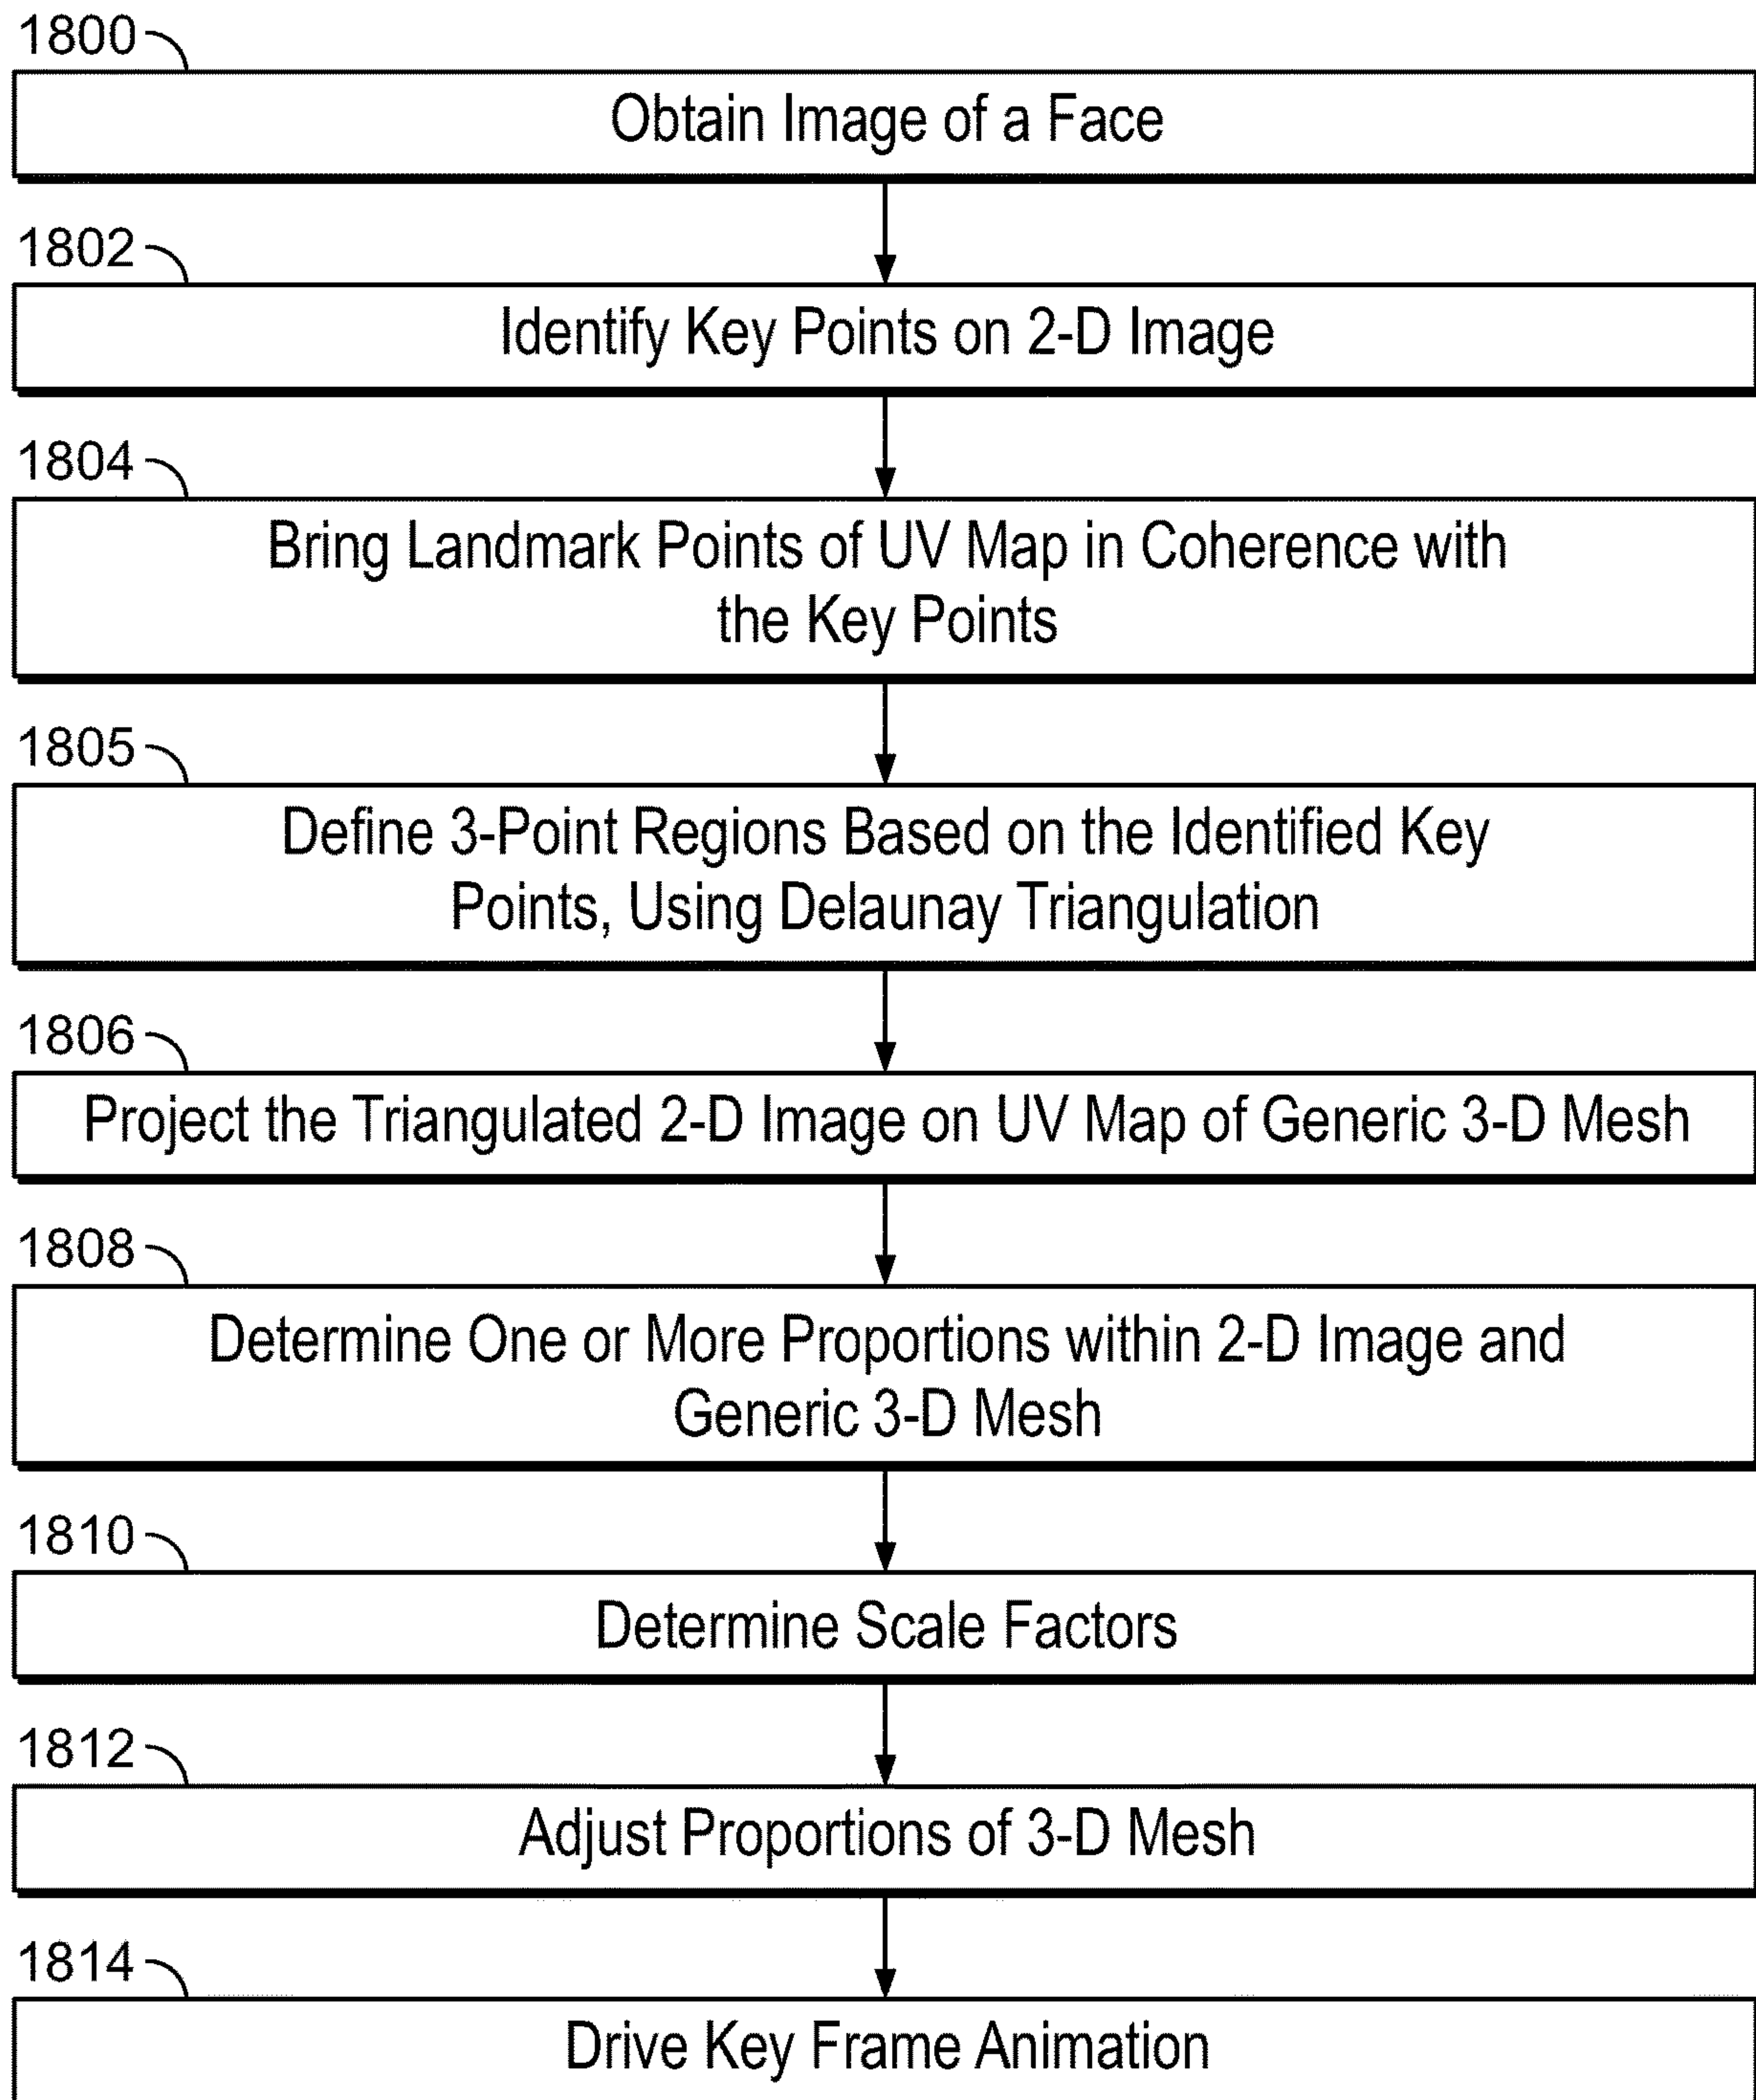 1800
Obtain Image of a Face
1802
Identify Key Points on 2-D Image
1804
Bring Landmark Points of UV Map in Coherence with
the Key Points
1805
Define 3-Point Regions Based on the Identified Key
Points, Using Delaunay Triangulation
1806
Project the Triangulated 2-D Image on UV Map of Generic 3-D Mesh
1808
Determine One or More Proportions within 2-D Image and
Generic 3-D Mesh
1810
Determine Scale Factors
1812
Adjust Proportions of 3-D Mesh
1814
Drive Key Frame Animation